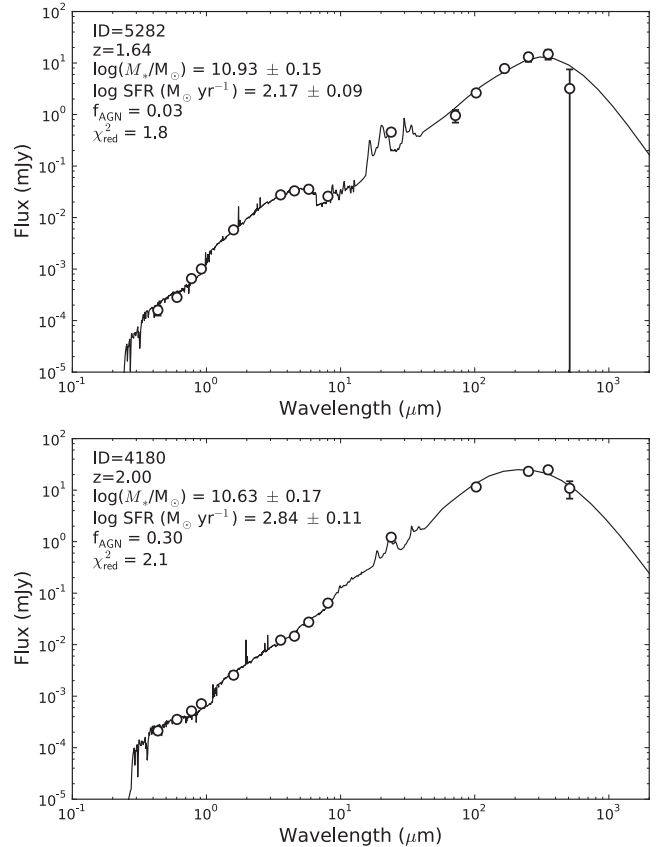 ID=5282
z=1.64
log(M*/M⊙) = 10.93 ± 0.15
log SFR (M⊙ yr⁻¹) = 2.17 ± 0.09
f_AGN = 0.03
χ²_red = 1.8
Flux (mJy)
10²
10¹
10⁰
10⁻¹
10⁻²
10⁻³
10⁻⁴
10⁻⁵
10⁻¹ 10⁰ 10¹ 10² 10³
Wavelength (μm)
ID=4180
z=2.00
log(M*/M⊙) = 10.63 ± 0.17
log SFR (M⊙ yr⁻¹) = 2.84 ± 0.11
f_AGN = 0.30
χ²_red = 2.1
Flux (mJy)
10²
10¹
10⁰
10⁻¹
10⁻²
10⁻³
10⁻⁴
10⁻⁵
10⁻¹ 10⁰ 10¹ 10² 10³
Wavelength (μm)